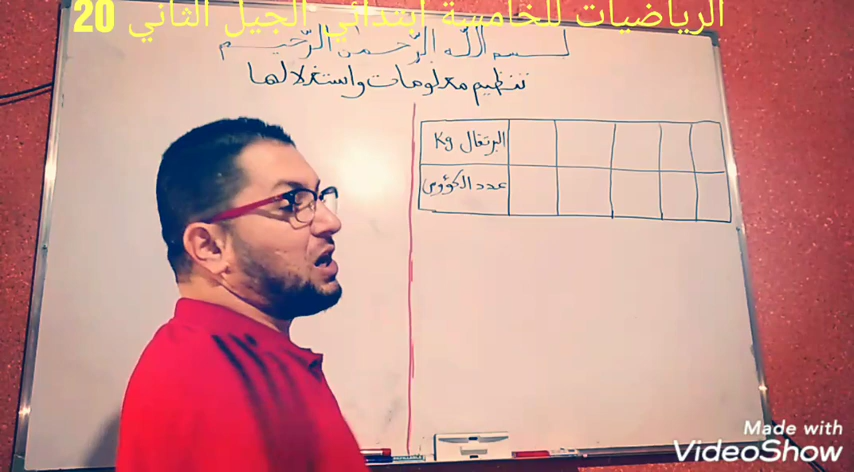 الرياضيات للخامسة ابتدائي الجيل الثاني 20
بسم الله الرحمن الرحيم
تنظيم معلومات واستغلالها
البرتقال Kg
عدد الكؤوس
Made with
VideoShow